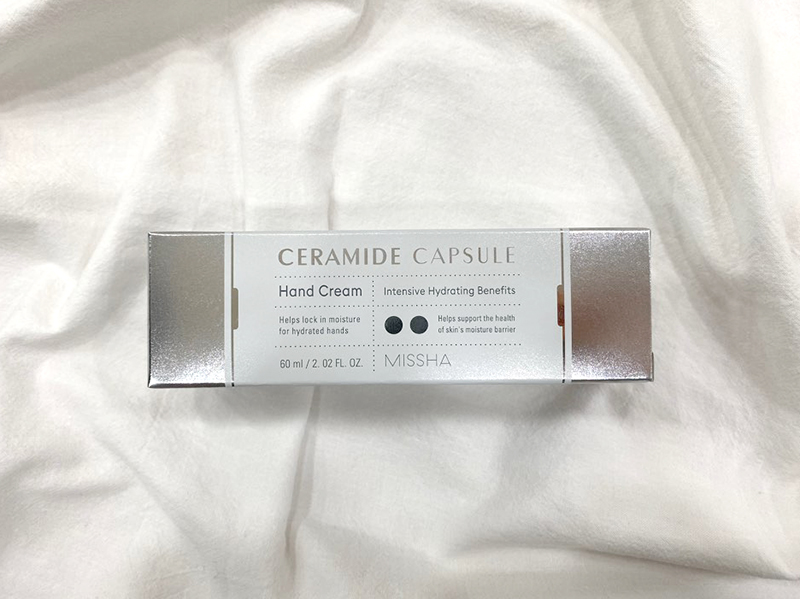 CERAMIDE CAPSULE
Hand Cream
Intensive Hydrating Benefits
Helps lock in moisture
for hydrated hands
Helps support the health
of skin's moisture barrier
60 ml / 2. 02 FL. OZ.
MISSHA